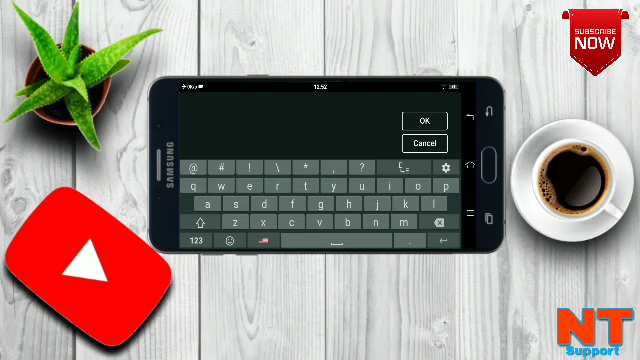 SUBSCRIBE
NOW
SAMSUNG
12:52
OK
Cancel
@ # ! \ * , ?
q w e r t y u i o p
a s d f g h j k l
z x c v b n m
123 .
NT
Support